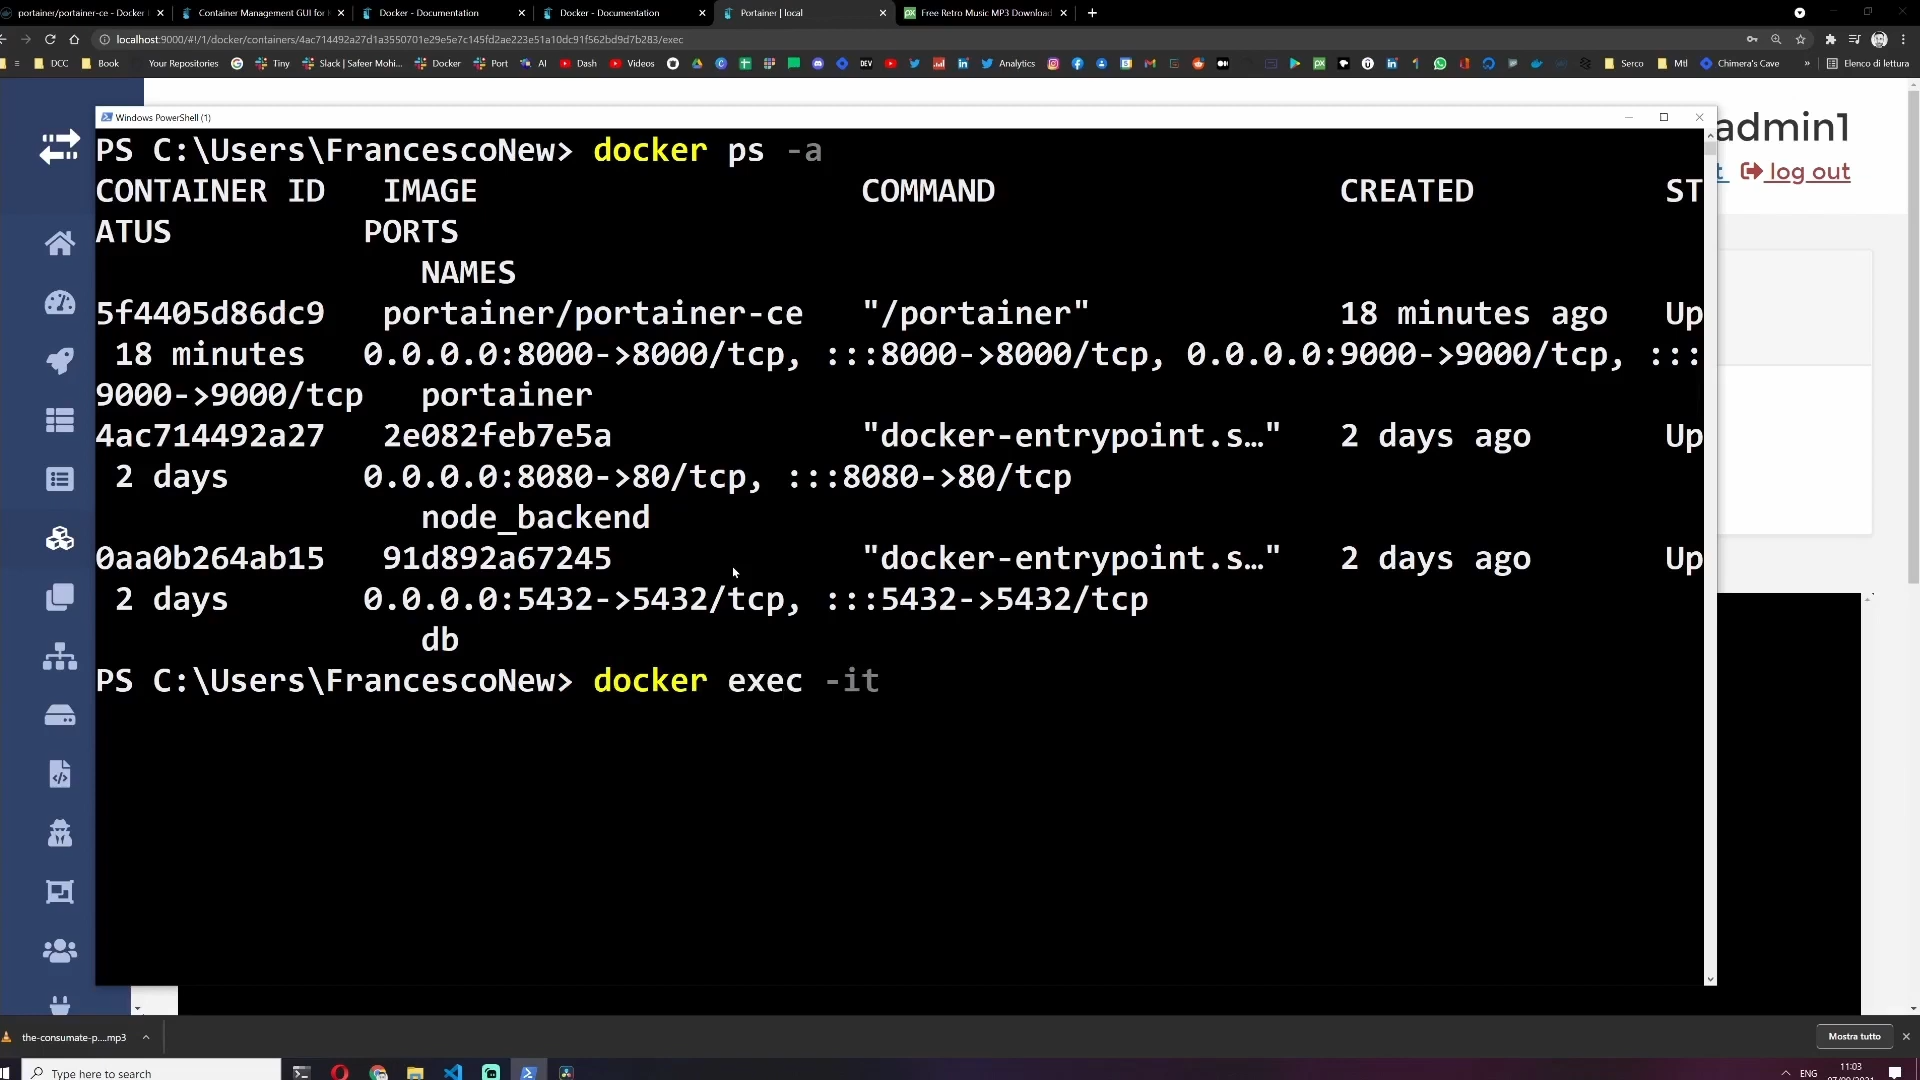 portainer/portainer-ce - Docker
Container Management GUI for
Docker - Documentation
Docker - Documentation
Portainer | local
Free Retro Music MP3 Download
localhost:9000/#!/1/docker/containers/4ac714492a27d1a3550701e29e5e7c145fd2ae223e51a10dc91f562bd9d7b283/exec
DCC
Book
Your Repositories
Tiny
Slack | Safeer Mohi...
Docker
Port
AI
Dash
Videos
Analytics
Serco
Mtl
Chimera's Cave
»
Elenco di lettura
admin1
log out
Windows PowerShell (1)
PS C:\Users\FrancescoNew> docker ps -a
CONTAINER ID   IMAGE                    COMMAND                  CREATED          ST
ATUS          PORTS
NAMES
5f4405d86dc9   portainer/portainer-ce   "/portainer"             18 minutes ago   Up
18 minutes   0.0.0.0:8000->8000/tcp, :::8000->8000/tcp, 0.0.0.0:9000->9000/tcp, :::
9000->9000/tcp   portainer
4ac714492a27   2e082feb7e5a             "docker-entrypoint.s…"   2 days ago       Up
2 days       0.0.0.0:8080->80/tcp, :::8080->80/tcp
node_backend
0aa0b264ab15   91d892a67245             "docker-entrypoint.s…"   2 days ago       Up
2 days       0.0.0.0:5432->5432/tcp, :::5432->5432/tcp
db
PS C:\Users\FrancescoNew> docker exec -it
the-consumate-p....mp3
Mostra tutto
Type here to search
ENG
11:03